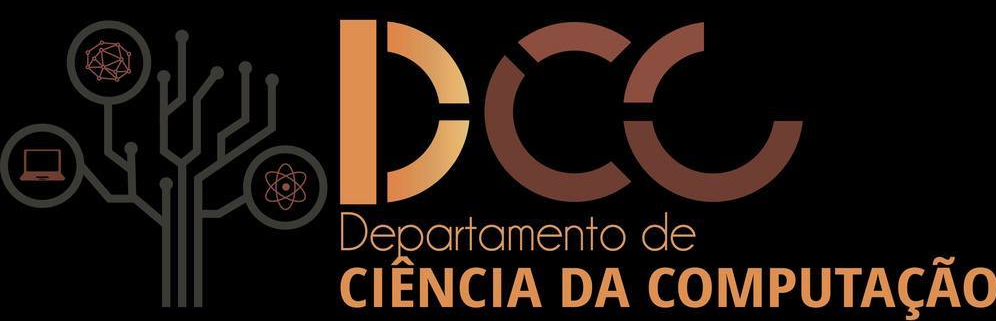 DCC
Departamento de
CIÊNCIA DA COMPUTAÇÃO